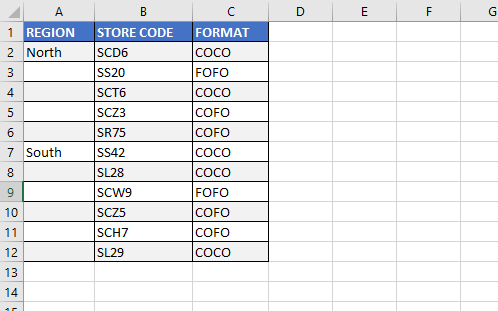 A B C D E F G
1 REGION STORE CODE FORMAT
2 North SCD6 COCO
3 SS20 FOFO
4 SCT6 COCO
5 SCZ3 COFO
6 SR75 COFO
7 South SS42 COCO
8 SL28 COCO
9 SCW9 FOFO
10 SCZ5 COFO
11 SCH7 COFO
12 SL29 COCO
13
14
15